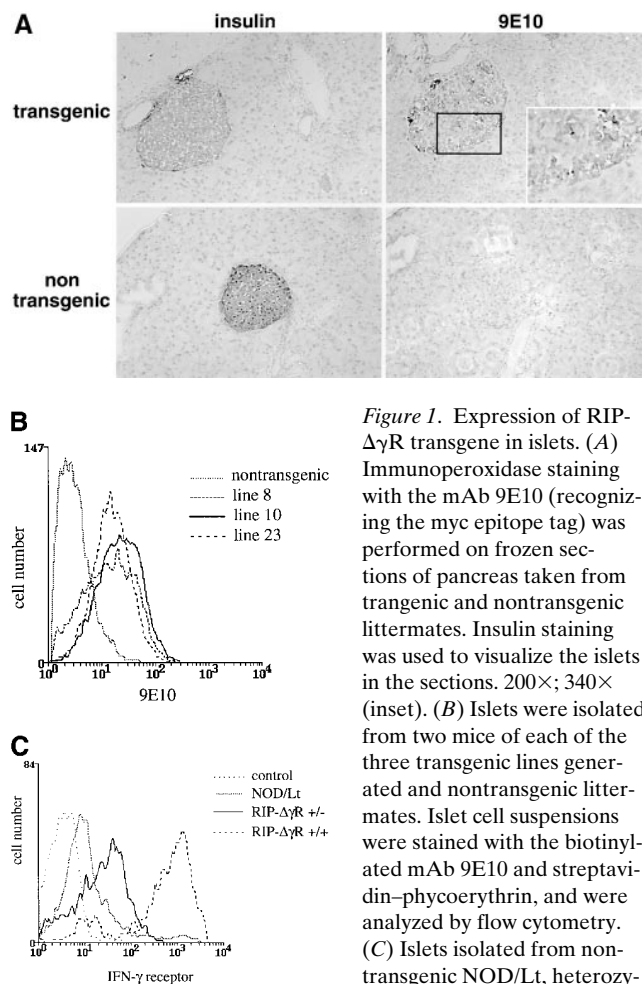 A
insulin
9E10
transgenic
non
transgenic
B
147
cell number
0
10^0
10^1
10^2
10^3
10^4
9E10
nontransgenic
line 8
line 10
line 23
C
84
cell number
0
10^0
10^1
10^2
10^3
10^4
IFN-γ receptor
control
NOD/Lt
RIP-ΔγR +/-
RIP-ΔγR +/+
Figure 1. Expression of RIP-
ΔγR transgene in islets. (A)
Immunoperoxidase staining
with the mAb 9E10 (recogniz-
ing the myc epitope tag) was
performed on frozen sec-
tions of pancreas taken from
trangenic and nontransgenic
littermates. Insulin staining
was used to visualize the islets
in the sections. 200×; 340×
(inset). (B) Islets were isolated
from two mice of each of the
three transgenic lines gener-
ated and nontransgenic litter-
mates. Islet cell suspensions
were stained with the biotinyl-
ated mAb 9E10 and streptavi-
din–phycoerythrin, and were
analyzed by flow cytometry.
(C) Islets isolated from non-
transgenic NOD/Lt, heterozy-